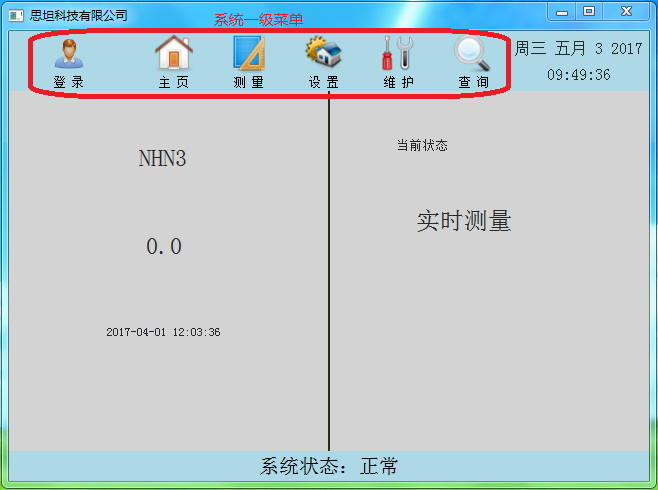 思坦科技有限公司
系统一级菜单
登录 主页 测量 设置 维护 查询
周三 五月 3 2017
09:49:36
NHN3
当前状态
0.0
实时测量
2017-04-01 12:03:36
系统状态：正常